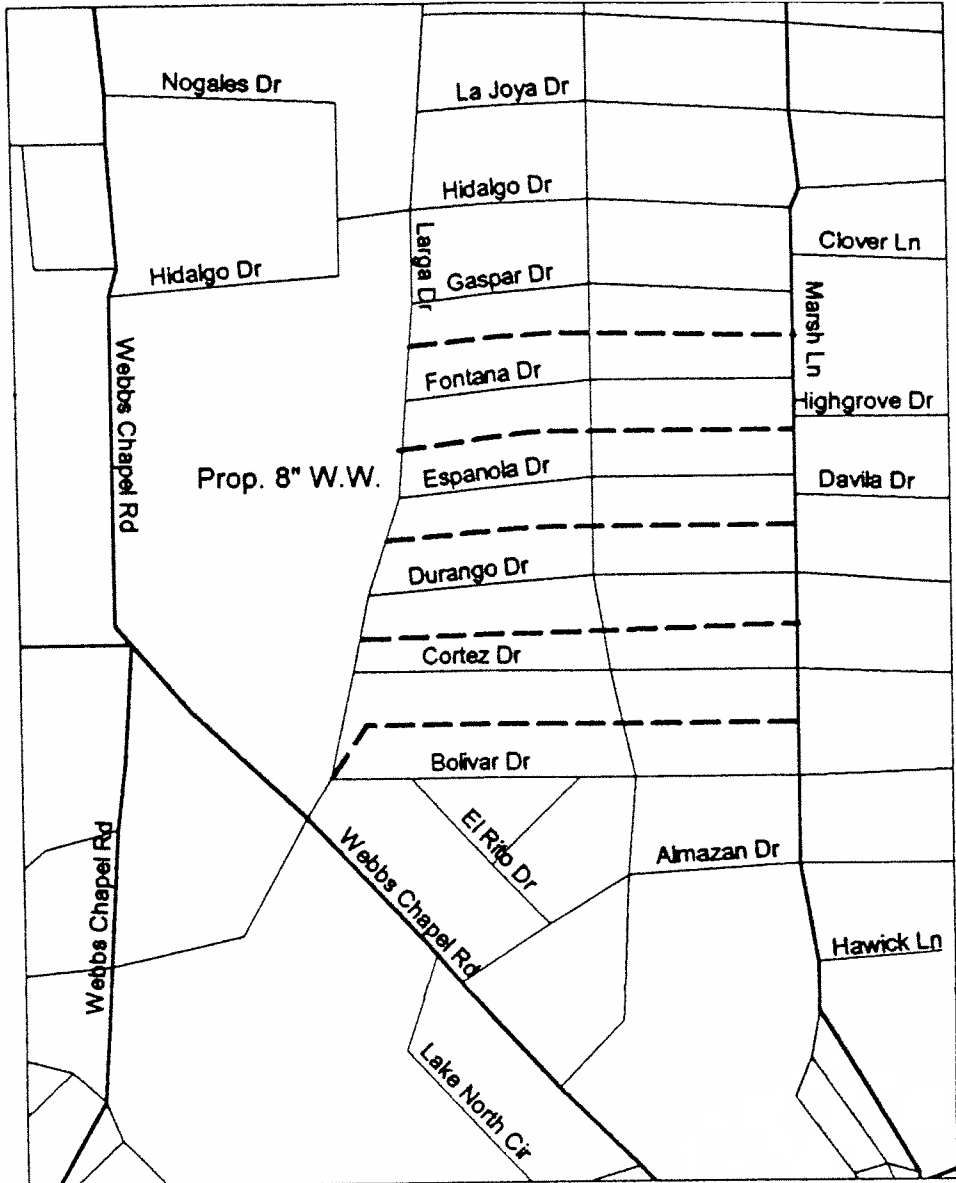 Nogales Dr
La Joya Dr
Hidalgo Dr
Larga Dr
Clover Ln
Hidalgo Dr
Gaspar Dr
Marsh Ln
Webbs Chapel Rd
Fontana Dr
Highgrove Dr
Prop. 8" W.W.
Espanola Dr
Davila Dr
Durango Dr
Cortez Dr
Bolivar Dr
El Rito Dr
Webbs Chapel Rd
Webbs Chapel Rd
Almazan Dr
Hawick Ln
Lake North Cir